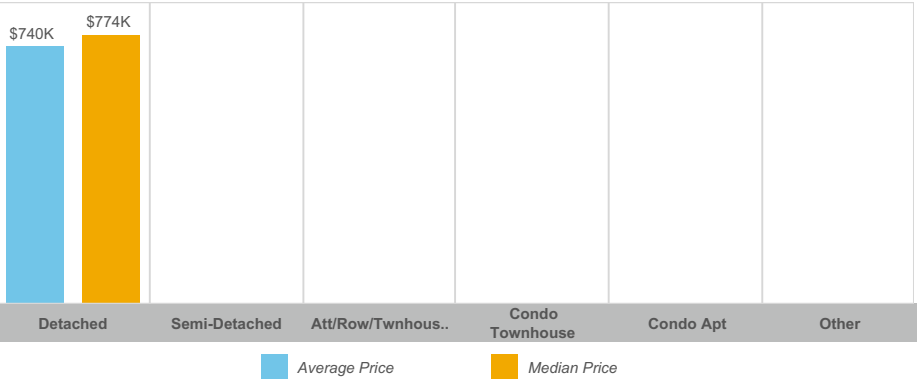 $740K
$774K
Detached
Semi-Detached
Att/Row/Twnhous..
Condo
Townhouse
Condo Apt
Other
Average Price
Median Price